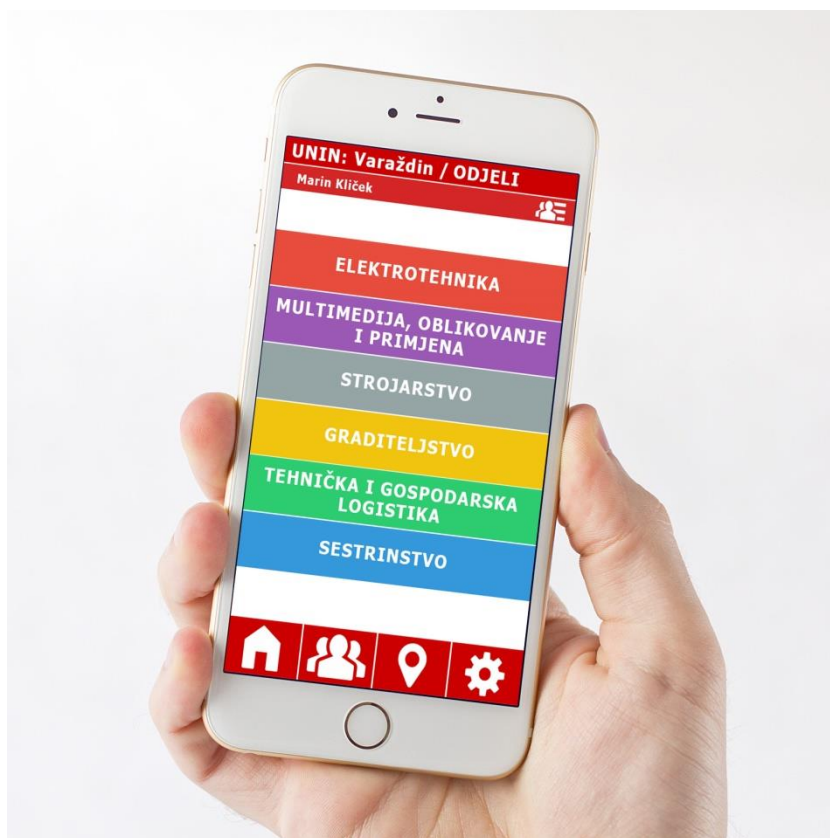 UNIN: Varaždin / ODJELI
Marin Kliček
ELEKTROTEHNIKA
MULTIMEDIJA, OBLIKOVANJE
I PRIMJENA
STROJARSTVO
GRADITELJSTVO
TEHNIČKA I GOSPODARSKA
LOGISTIKA
SESTRINSTVO